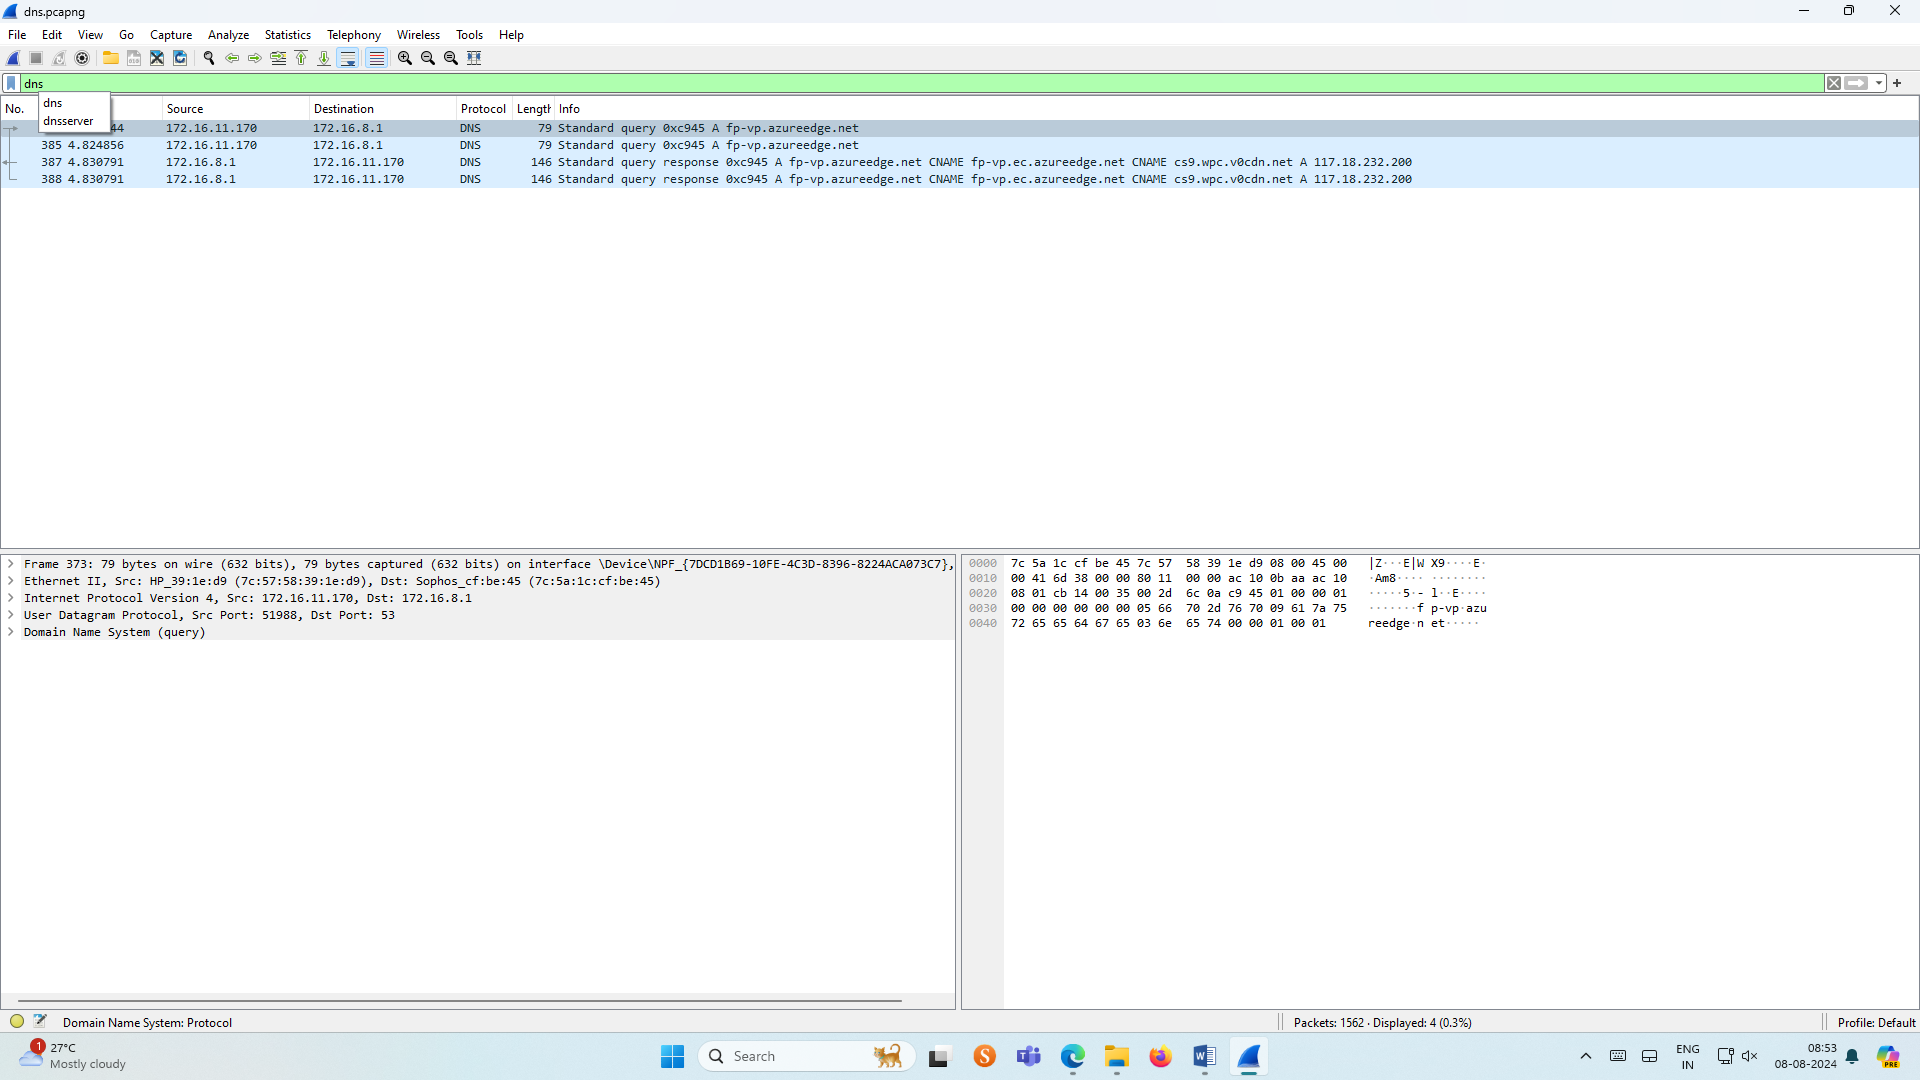 dns.pcapng
File Edit View Go Capture Analyze Statistics Telephony Wireless Tools Help
dns
dns
dnsserver
No. Source Destination Protocol Length Info
44 172.16.11.170 172.16.8.1 DNS 79 Standard query 0xc945 A fp-vp.azureedge.net
385 4.824856 172.16.11.170 172.16.8.1 DNS 79 Standard query 0xc945 A fp-vp.azureedge.net
387 4.830791 172.16.8.1 172.16.11.170 DNS 146 Standard query response 0xc945 A fp-vp.azureedge.net CNAME fp-vp.ec.azureedge.net CNAME cs9.wpc.v0cdn.net A 117.18.232.200
388 4.830791 172.16.8.1 172.16.11.170 DNS 146 Standard query response 0xc945 A fp-vp.azureedge.net CNAME fp-vp.ec.azureedge.net CNAME cs9.wpc.v0cdn.net A 117.18.232.200
Frame 373: 79 bytes on wire (632 bits), 79 bytes captured (632 bits) on interface \Device\NPF_{7DCD1B69-10FE-4C3D-8396-8224ACA073C7},
Ethernet II, Src: HP_39:1e:d9 (7c:57:58:39:1e:d9), Dst: Sophos_cf:be:45 (7c:5a:1c:cf:be:45)
Internet Protocol Version 4, Src: 172.16.11.170, Dst: 172.16.8.1
User Datagram Protocol, Src Port: 51988, Dst Port: 53
Domain Name System (query)
0000 7c 5a 1c cf be 45 7c 57 58 39 1e d9 08 00 45 00 |Z···E|W X9····E·
0010 00 41 6d 38 00 00 80 11 00 00 ac 10 0b aa ac 10 ·Am8···· ········
0020 08 01 cb 14 00 35 00 2d 6c 0a c9 45 01 00 00 01 ·····5·- l··E····
0030 00 00 00 00 00 00 05 66 70 2d 76 70 09 61 7a 75 ·······f p-vp·azu
0040 72 65 65 64 67 65 03 6e 65 74 00 00 01 00 01 reedge·n et·····
Domain Name System: Protocol
Packets: 1562 · Displayed: 4 (0.3%)
Profile: Default
1
27°C
Mostly cloudy
Search
S
W
ENG
IN
08:53
08-08-2024
PRE